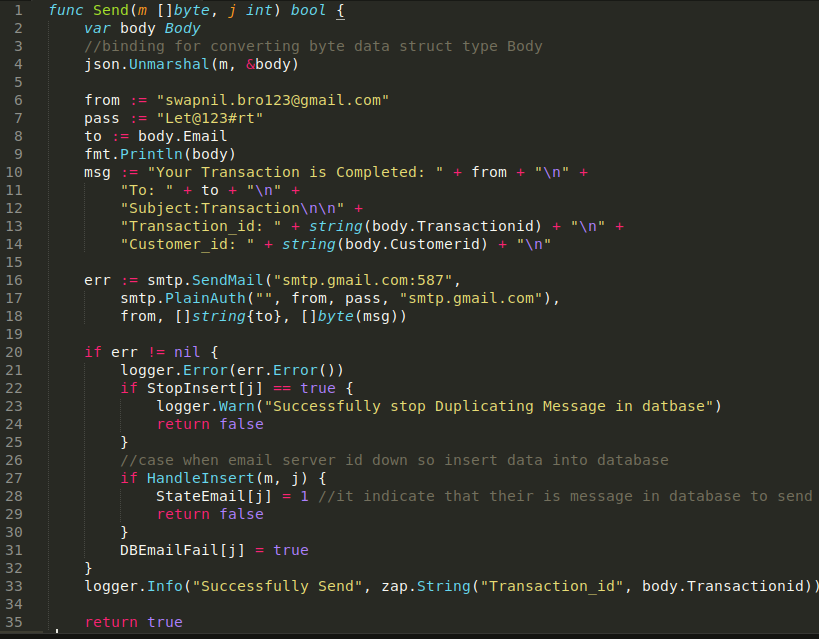 1 func Send(m []byte, j int) bool {
2 var body Body
3 //binding for converting byte data struct type Body
4 json.Unmarshal(m, &body)
5
6 from := "swapnil.bro123@gmail.com"
7 pass := "Let@123#rt"
8 to := body.Email
9 fmt.Println(body)
10 msg := "Your Transaction is Completed: " + from + "\n" +
11 "To: " + to + "\n" +
12 "Subject:Transaction\n\n" +
13 "Transaction_id: " + string(body.Transactionid) + "\n" +
14 "Customer_id: " + string(body.Customerid) + "\n"
15
16 err := smtp.SendMail("smtp.gmail.com:587",
17 smtp.PlainAuth("", from, pass, "smtp.gmail.com"),
18 from, []string{to}, []byte(msg))
19
20 if err != nil {
21 logger.Error(err.Error())
22 if StopInsert[j] == true {
23 logger.Warn("Successfully stop Duplicating Message in datbase")
24 return false
25 }
26 //case when email server id down so insert data into database
27 if HandleInsert(m, j) {
28 StateEmail[j] = 1 //it indicate that their is message in database to send
29 return false
30 }
31 DBEmailFail[j] = true
32 }
33 logger.Info("Successfully Send", zap.String("Transaction_id", body.Transactionid))
34
35 return true